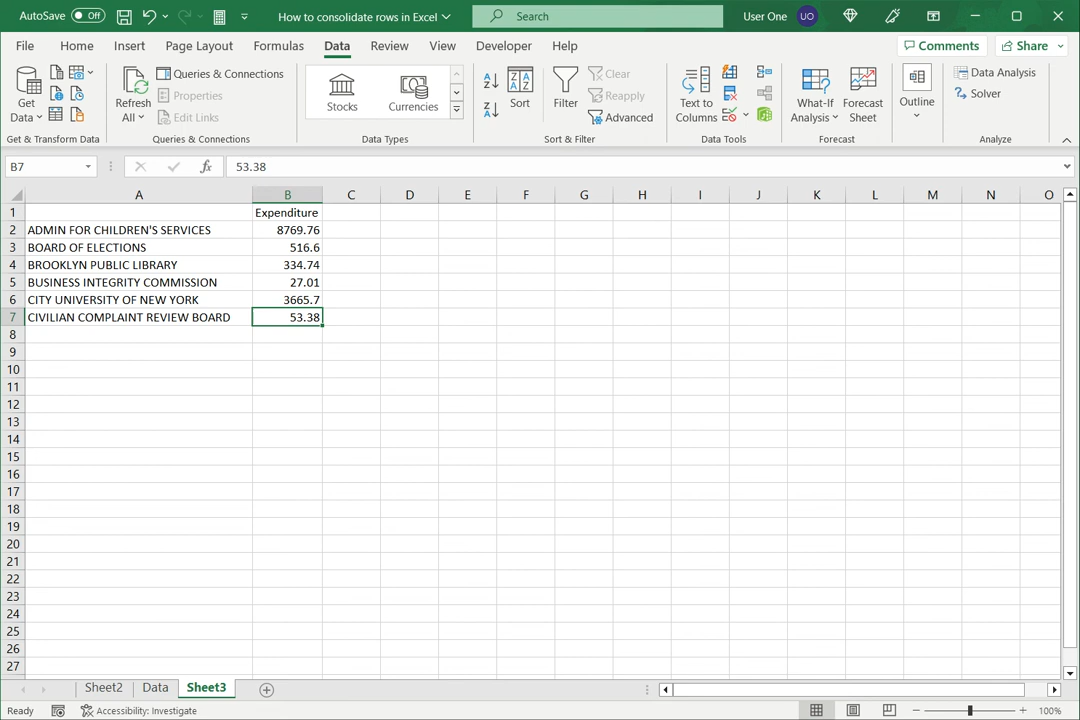 AutoSave Off How to consolidate rows in Excel Search User One UO
File Home Insert Page Layout Formulas Data Review View Developer Help Comments Share
Get Data
Refresh All
Queries & Connections
Properties
Edit Links
Stocks
Currencies
Sort
Filter
Clear
Reapply
Advanced
Text to Columns
What-If Analysis
Forecast Sheet
Outline
Data Analysis
Solver
Get & Transform Data Queries & Connections Data Types Sort & Filter Data Tools Forecast Analyze
B7 fx 53.38
A B C D E F G H I J K L M N O
1 Expenditure
2 ADMIN FOR CHILDREN'S SERVICES 8769.76
3 BOARD OF ELECTIONS 516.6
4 BROOKLYN PUBLIC LIBRARY 334.74
5 BUSINESS INTEGRITY COMMISSION 27.01
6 CITY UNIVERSITY OF NEW YORK 3665.7
7 CIVILIAN COMPLAINT REVIEW BOARD 53.38
8
9
10
11
12
13
14
15
16
17
18
19
20
21
22
23
24
25
26
27
Sheet2 Data Sheet3
Ready Accessibility: Investigate 100%